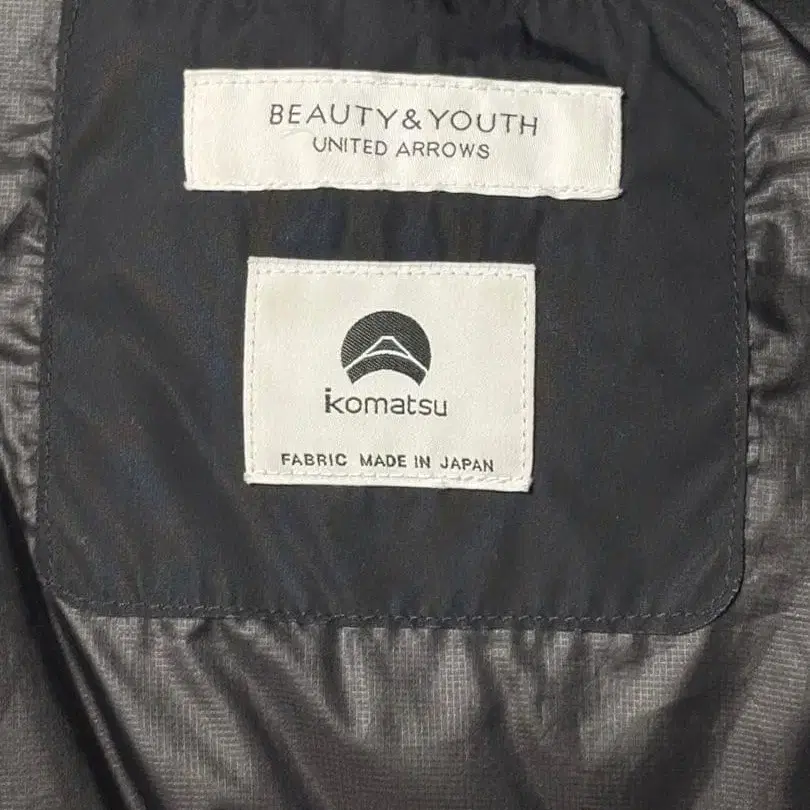 BEAUTY&YOUTH
UNITED ARROWS
komatsu
FABRIC MADE IN JAPAN